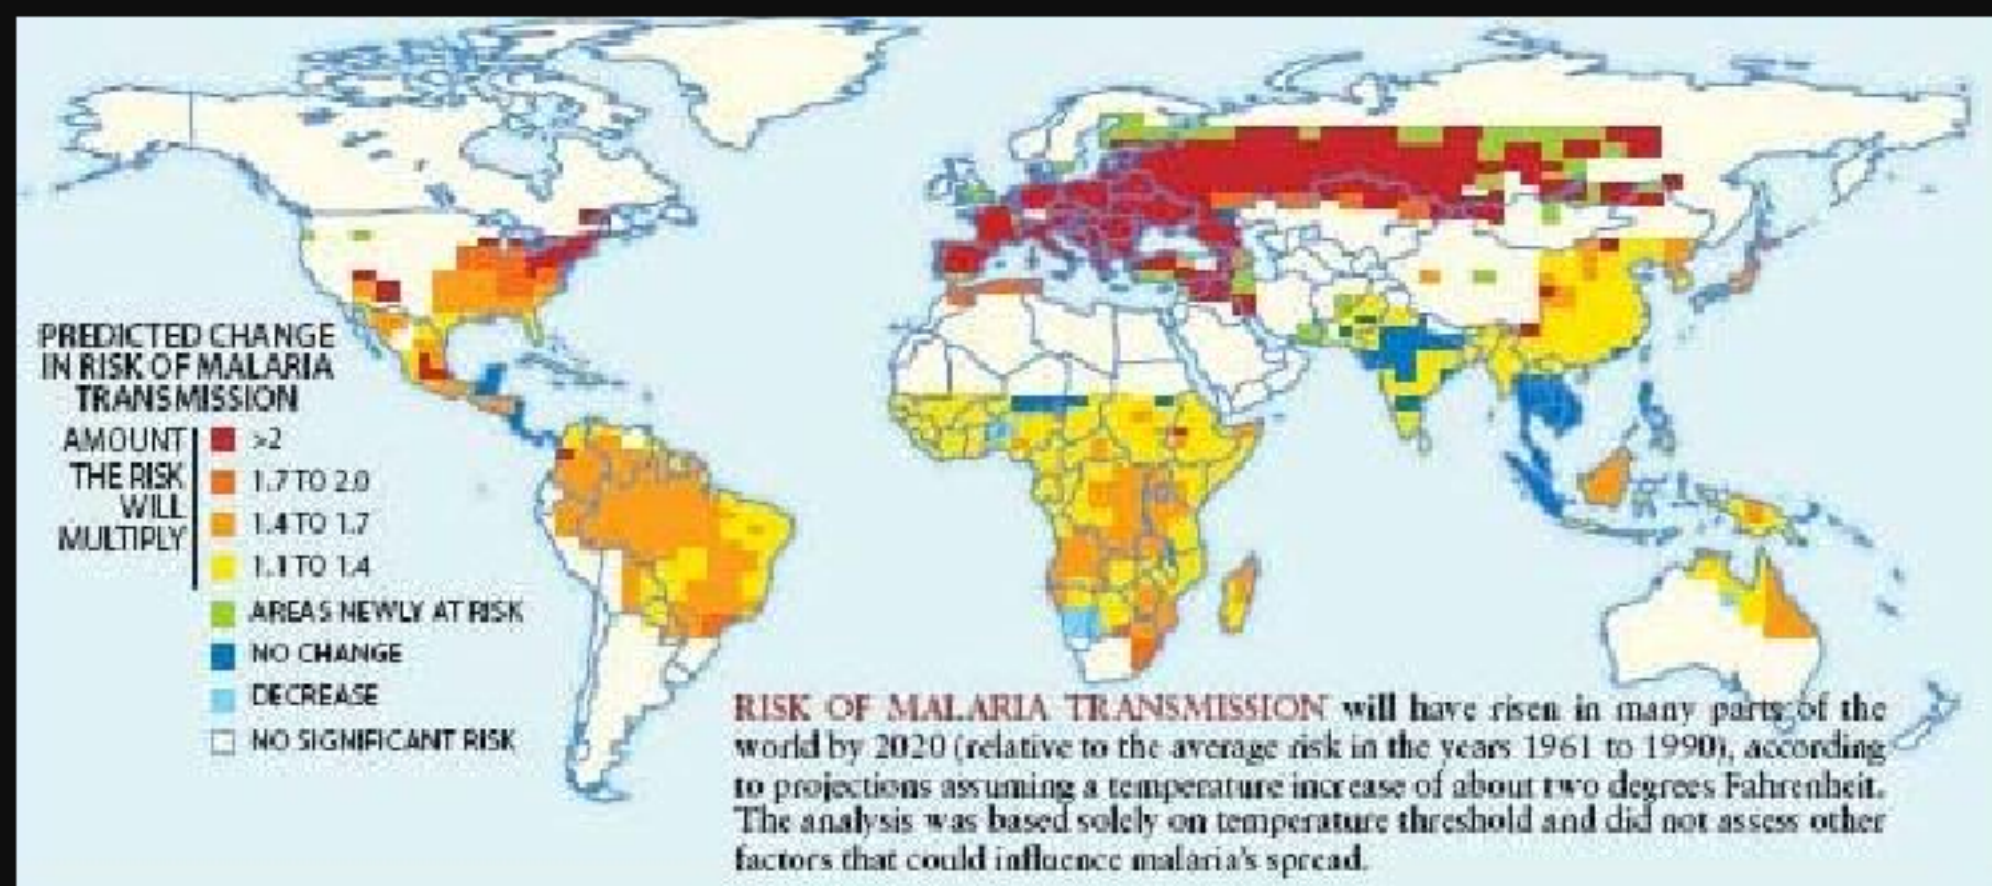 PREDICTED CHANGE
IN RISK OF MALARIA
TRANSMISSION
AMOUNT
THE RISK
WILL
MULTIPLY
>2
1.7 TO 2.0
1.4 TO 1.7
1.1 TO 1.4
AREAS NEWLY AT RISK
NO CHANGE
DECREASE
NO SIGNIFICANT RISK
RISK OF MALARIA TRANSMISSION will have risen in many parts of the
world by 2020 (relative to the average risk in the years 1961 to 1990), according
to projections assuming a temperature increase of about two degrees Fahrenheit.
The analysis was based solely on temperature threshold and did not assess other
factors that could influence malaria's spread.